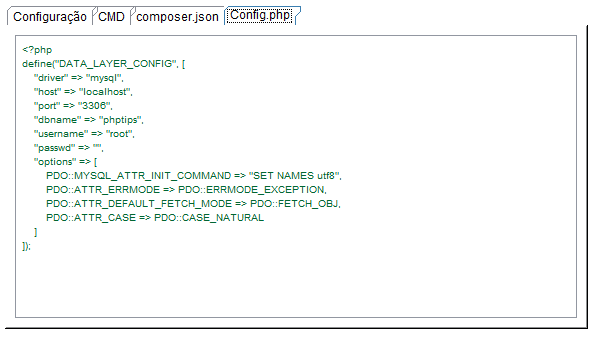 Configuração CMD composer.json Config.php
<?php
define("DATA_LAYER_CONFIG", [
"driver" => "mysql",
"host" => "localhost",
"port" => "3306",
"dbname" => "phptips",
"username" => "root",
"passwd" => "",
"options" => [
PDO::MYSQL_ATTR_INIT_COMMAND => "SET NAMES utf8",
PDO::ATTR_ERRMODE => PDO::ERRMODE_EXCEPTION,
PDO::ATTR_DEFAULT_FETCH_MODE => PDO::FETCH_OBJ,
PDO::ATTR_CASE => PDO::CASE_NATURAL
]
]);